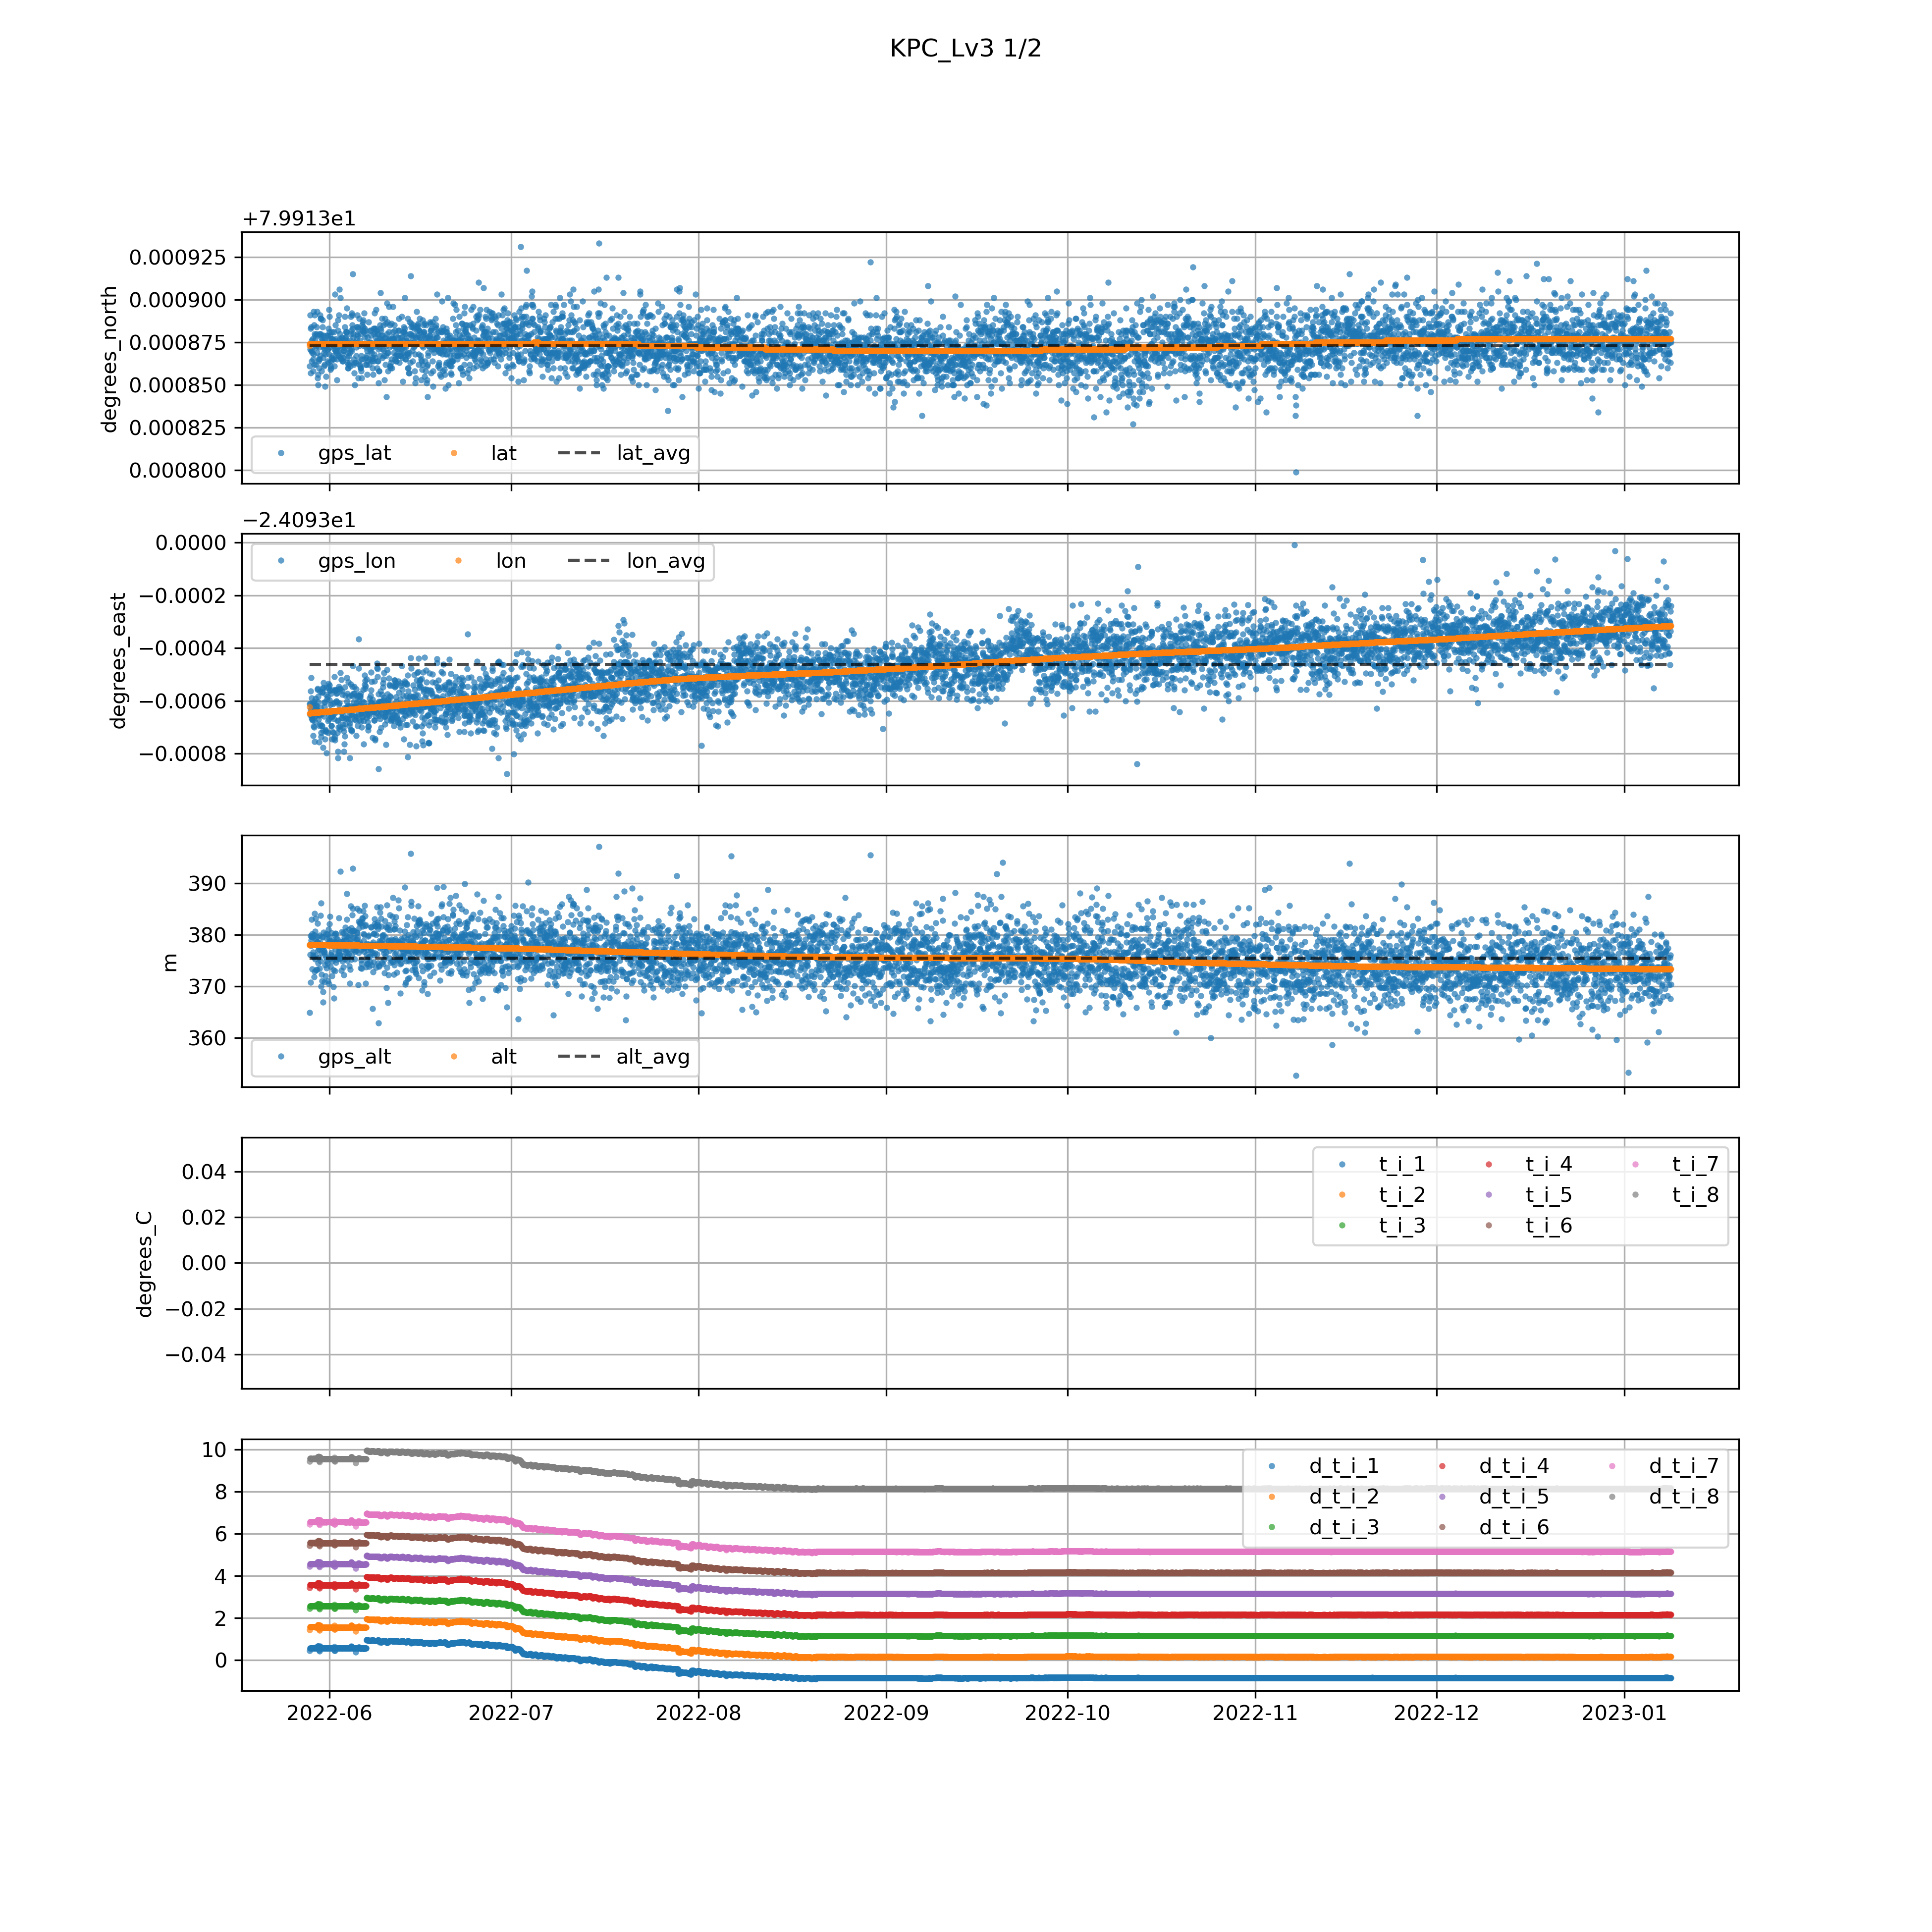 KPC_Lv3 1/2
+7.9913e1
degrees_north
0.000925
0.000900
0.000875
0.000850
0.000825
0.000800
gps_lat lat lat_avg
−2.4093e1
degrees_east
0.0000
−0.0002
−0.0004
−0.0006
−0.0008
gps_lon lon lon_avg
m
390
380
370
360
gps_alt alt alt_avg
degrees_C
0.04
0.02
0.00
−0.02
−0.04
t_i_1 t_i_4 t_i_7
t_i_2 t_i_5 t_i_8
t_i_3 t_i_6
10
8
6
4
2
0
d_t_i_1 d_t_i_4 d_t_i_7
d_t_i_2 d_t_i_5 d_t_i_8
d_t_i_3 d_t_i_6
2022-06 2022-07 2022-08 2022-09 2022-10 2022-11 2022-12 2023-01